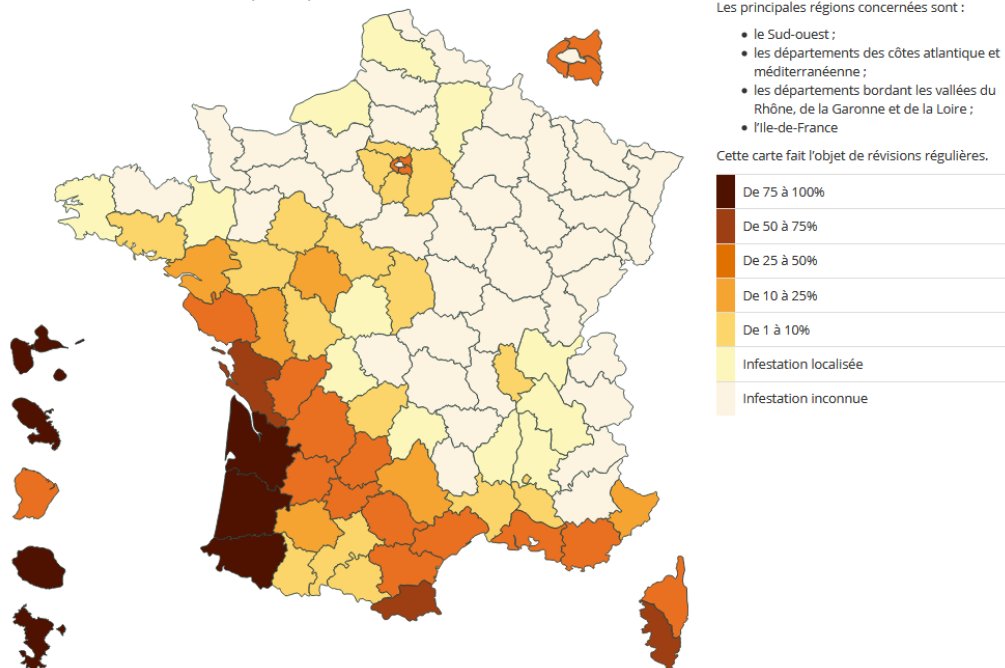 Les principales régions concernées sont :
le Sud-ouest ;
les départements des côtes atlantique et
méditerranéenne ;
les départements bordant les vallées du
Rhône, de la Garonne et de la Loire ;
l'Ile-de-France
Cette carte fait l'objet de révisions régulières.
De 75 à 100%
De 50 à 75%
De 25 à 50%
De 10 à 25%
De 1 à 10%
Infestation localisée
Infestation inconnue